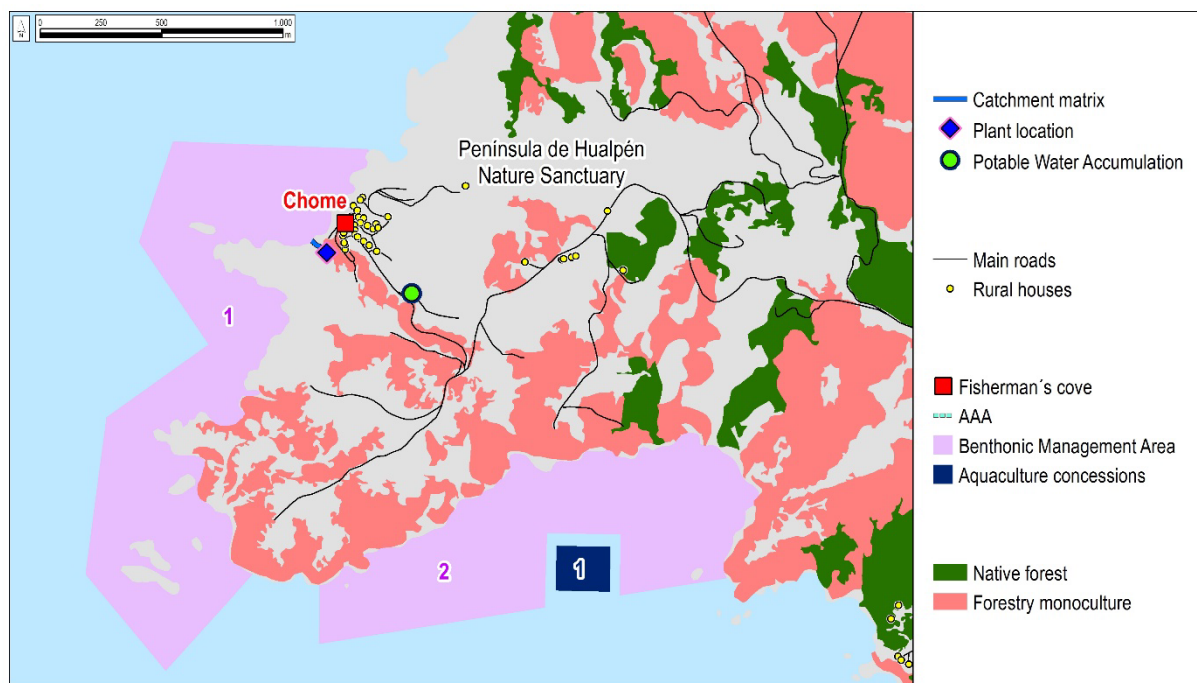 0 250 500 1.000
m
N
Península de Hualpén
Nature Sanctuary
Chome
1
2
1
Catchment matrix
Plant location
Potable Water Accumulation
Main roads
Rural houses
Fisherman´s cove
AAA
Benthonic Management Area
Aquaculture concessions
Native forest
Forestry monoculture